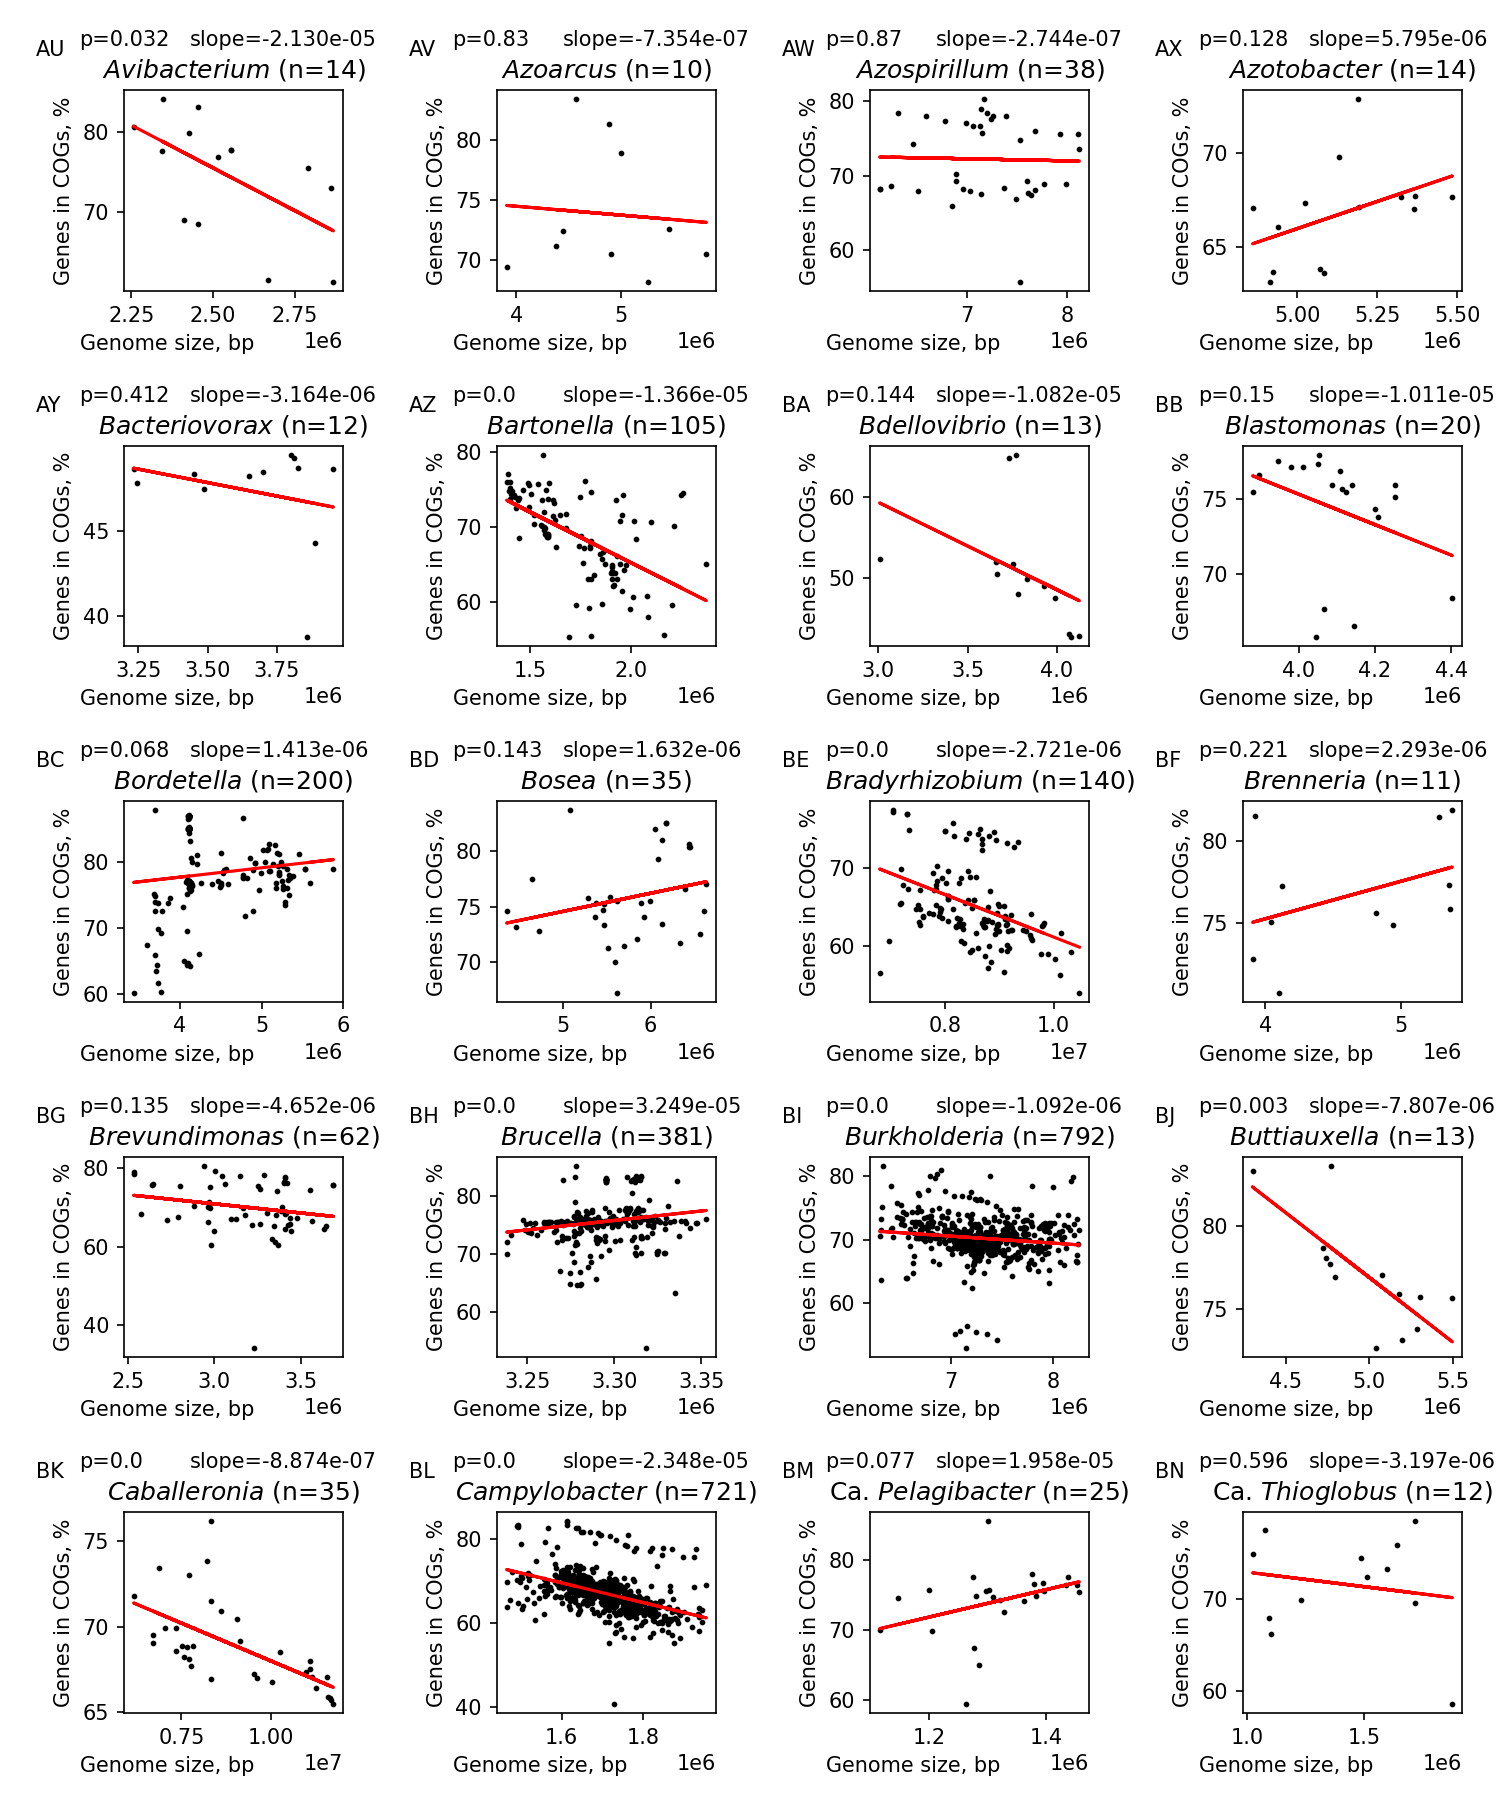 AU p=0.032 slope=-2.130e-05
Avibacterium (n=14)
Genes in COGs, %
80
70
2.25 2.50 2.75
Genome size, bp 1e6
AV p=0.83 slope=-7.354e-07
Azoarcus (n=10)
Genes in COGs, %
80
75
70
4 5
Genome size, bp 1e6
AW p=0.87 slope=-2.744e-07
Azospirillum (n=38)
Genes in COGs, %
80
70
60
7 8
Genome size, bp 1e6
AX p=0.128 slope=5.795e-06
Azotobacter (n=14)
Genes in COGs, %
70
65
5.00 5.25 5.50
Genome size, bp 1e6
AY p=0.412 slope=-3.164e-06
Bacteriovorax (n=12)
Genes in COGs, %
45
40
3.25 3.50 3.75
Genome size, bp 1e6
AZ p=0.0 slope=-1.366e-05
Bartonella (n=105)
Genes in COGs, %
80
70
60
1.5 2.0
Genome size, bp 1e6
BA p=0.144 slope=-1.082e-05
Bdellovibrio (n=13)
Genes in COGs, %
60
50
3.0 3.5 4.0
Genome size, bp 1e6
BB p=0.15 slope=-1.011e-05
Blastomonas (n=20)
Genes in COGs, %
75
70
4.0 4.2 4.4
Genome size, bp 1e6
BC p=0.068 slope=1.413e-06
Bordetella (n=200)
Genes in COGs, %
80
70
60
4 5 6
Genome size, bp 1e6
BD p=0.143 slope=1.632e-06
Bosea (n=35)
Genes in COGs, %
80
75
70
5 6
Genome size, bp 1e6
BE p=0.0 slope=-2.721e-06
Bradyrhizobium (n=140)
Genes in COGs, %
70
60
0.8 1.0
Genome size, bp 1e7
BF p=0.221 slope=2.293e-06
Brenneria (n=11)
Genes in COGs, %
80
75
4 5
Genome size, bp 1e6
BG p=0.135 slope=-4.652e-06
Brevundimonas (n=62)
Genes in COGs, %
80
60
40
2.5 3.0 3.5
Genome size, bp 1e6
BH p=0.0 slope=3.249e-05
Brucella (n=381)
Genes in COGs, %
80
70
60
3.25 3.30 3.35
Genome size, bp 1e6
BI p=0.0 slope=-1.092e-06
Burkholderia (n=792)
Genes in COGs, %
80
70
60
7 8
Genome size, bp 1e6
BJ p=0.003 slope=-7.807e-06
Buttiauxella (n=13)
Genes in COGs, %
80
75
4.5 5.0 5.5
Genome size, bp 1e6
BK p=0.0 slope=-8.874e-07
Caballeronia (n=35)
Genes in COGs, %
75
70
65
0.75 1.00
Genome size, bp 1e7
BL p=0.0 slope=-2.348e-05
Campylobacter (n=721)
Genes in COGs, %
80
60
40
1.6 1.8
Genome size, bp 1e6
BM p=0.077 slope=1.958e-05
Ca. Pelagibacter (n=25)
Genes in COGs, %
80
70
60
1.2 1.4
Genome size, bp 1e6
BN p=0.596 slope=-3.197e-06
Ca. Thioglobus (n=12)
Genes in COGs, %
70
60
1.0 1.5
Genome size, bp 1e6